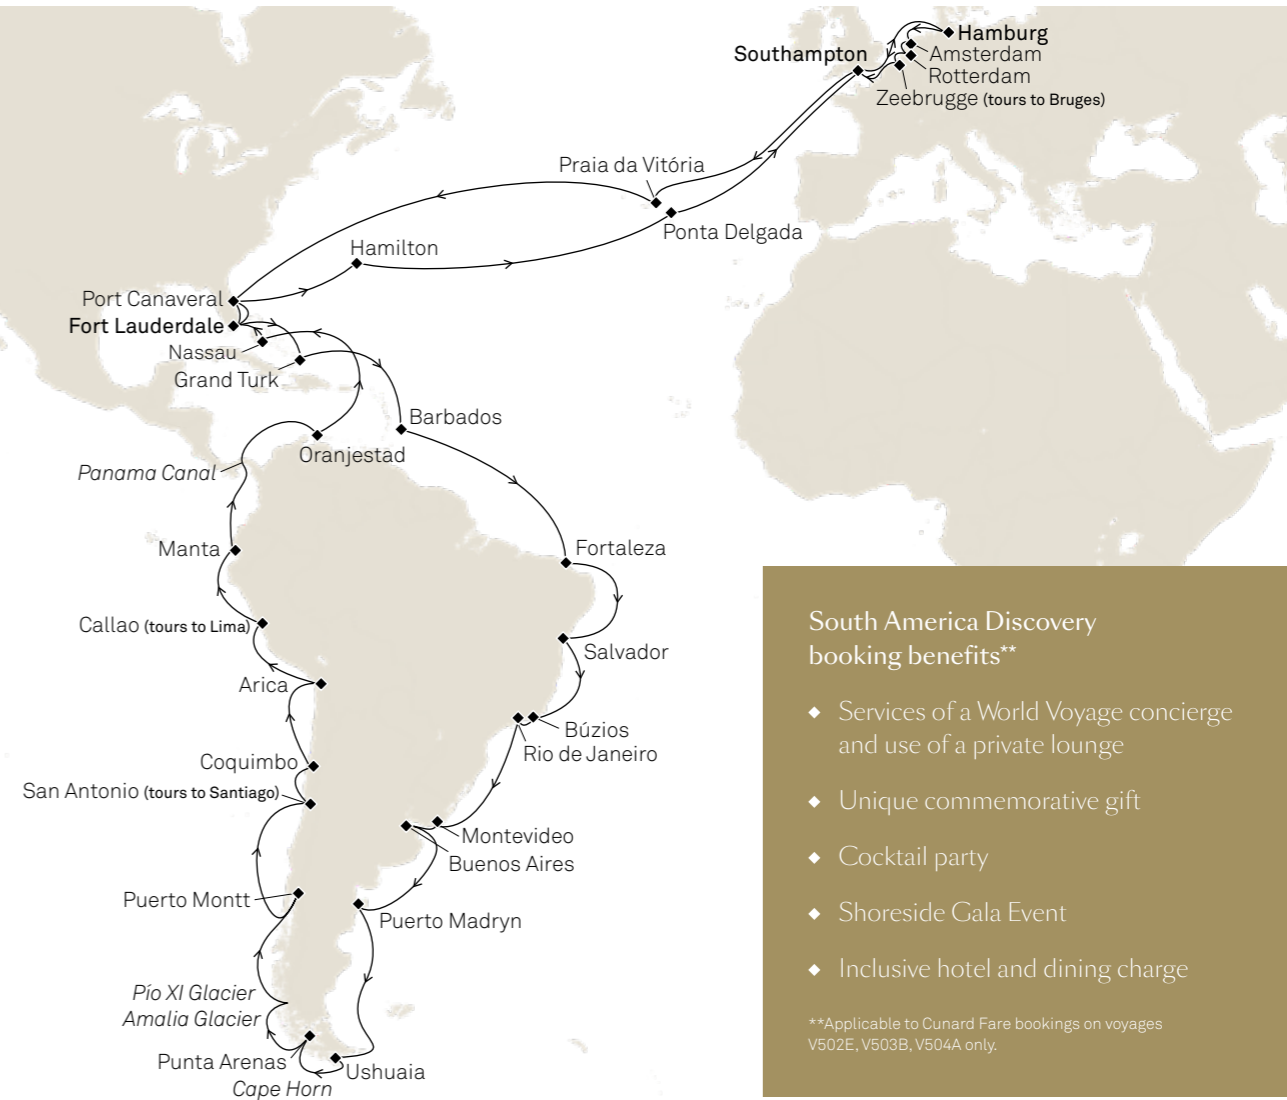 Hamburg
Southampton
Amsterdam
Rotterdam
Zeebrugge (tours to Bruges)
Praia da Vitória
Ponta Delgada
Hamilton
Port Canaveral
Fort Lauderdale
Nassau
Grand Turk
Barbados
Oranjestad
Panama Canal
Manta
Fortaleza
Callao (tours to Lima)
Salvador
Arica
Búzios
Rio de Janeiro
Coquimbo
San Antonio (tours to Santiago)
Montevideo
Buenos Aires
Puerto Montt
Puerto Madryn
Pío XI Glacier
Amalia Glacier
Punta Arenas
Ushuaia
Cape Horn
South America Discovery
booking benefits**
Services of a World Voyage concierge
and use of a private lounge
Unique commemorative gift
Cocktail party
Shoreside Gala Event
Inclusive hotel and dining charge
**Applicable to Cunard Fare bookings on voyages
V502E, V503B, V504A only.